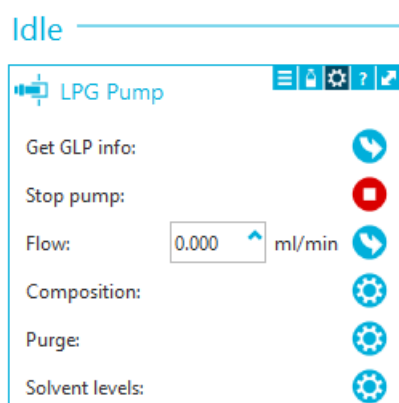 Idle
LPG Pump ?
Get GLP info:
Stop pump:
Flow: 0.000 ml/min
Composition:
Purge:
Solvent levels: